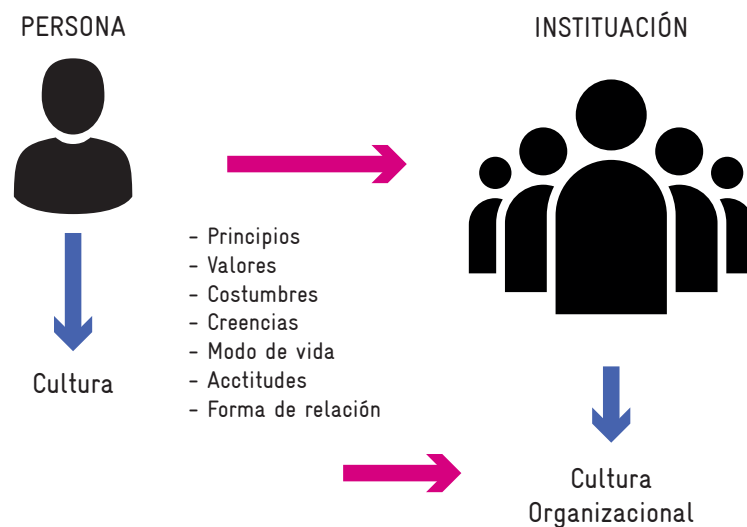 PERSONA
INSTITUACIÓN
- Principios
- Valores
- Costumbres
- Creencias
- Modo de vida
- Acctitudes
- Forma de relación
Cultura
Cultura
Organizacional